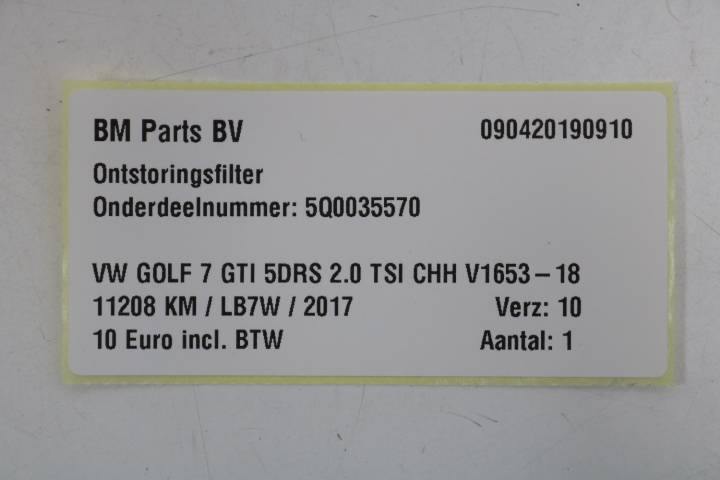 BM Parts BV 090420190910
Ontstoringsfilter
Onderdeelnummer: 5Q0035570
VW GOLF 7 GTI 5DRS 2.0 TSI CHH V1653-18
11208 KM / LB7W / 2017 Verz: 10
10 Euro incl. BTW Aantal: 1